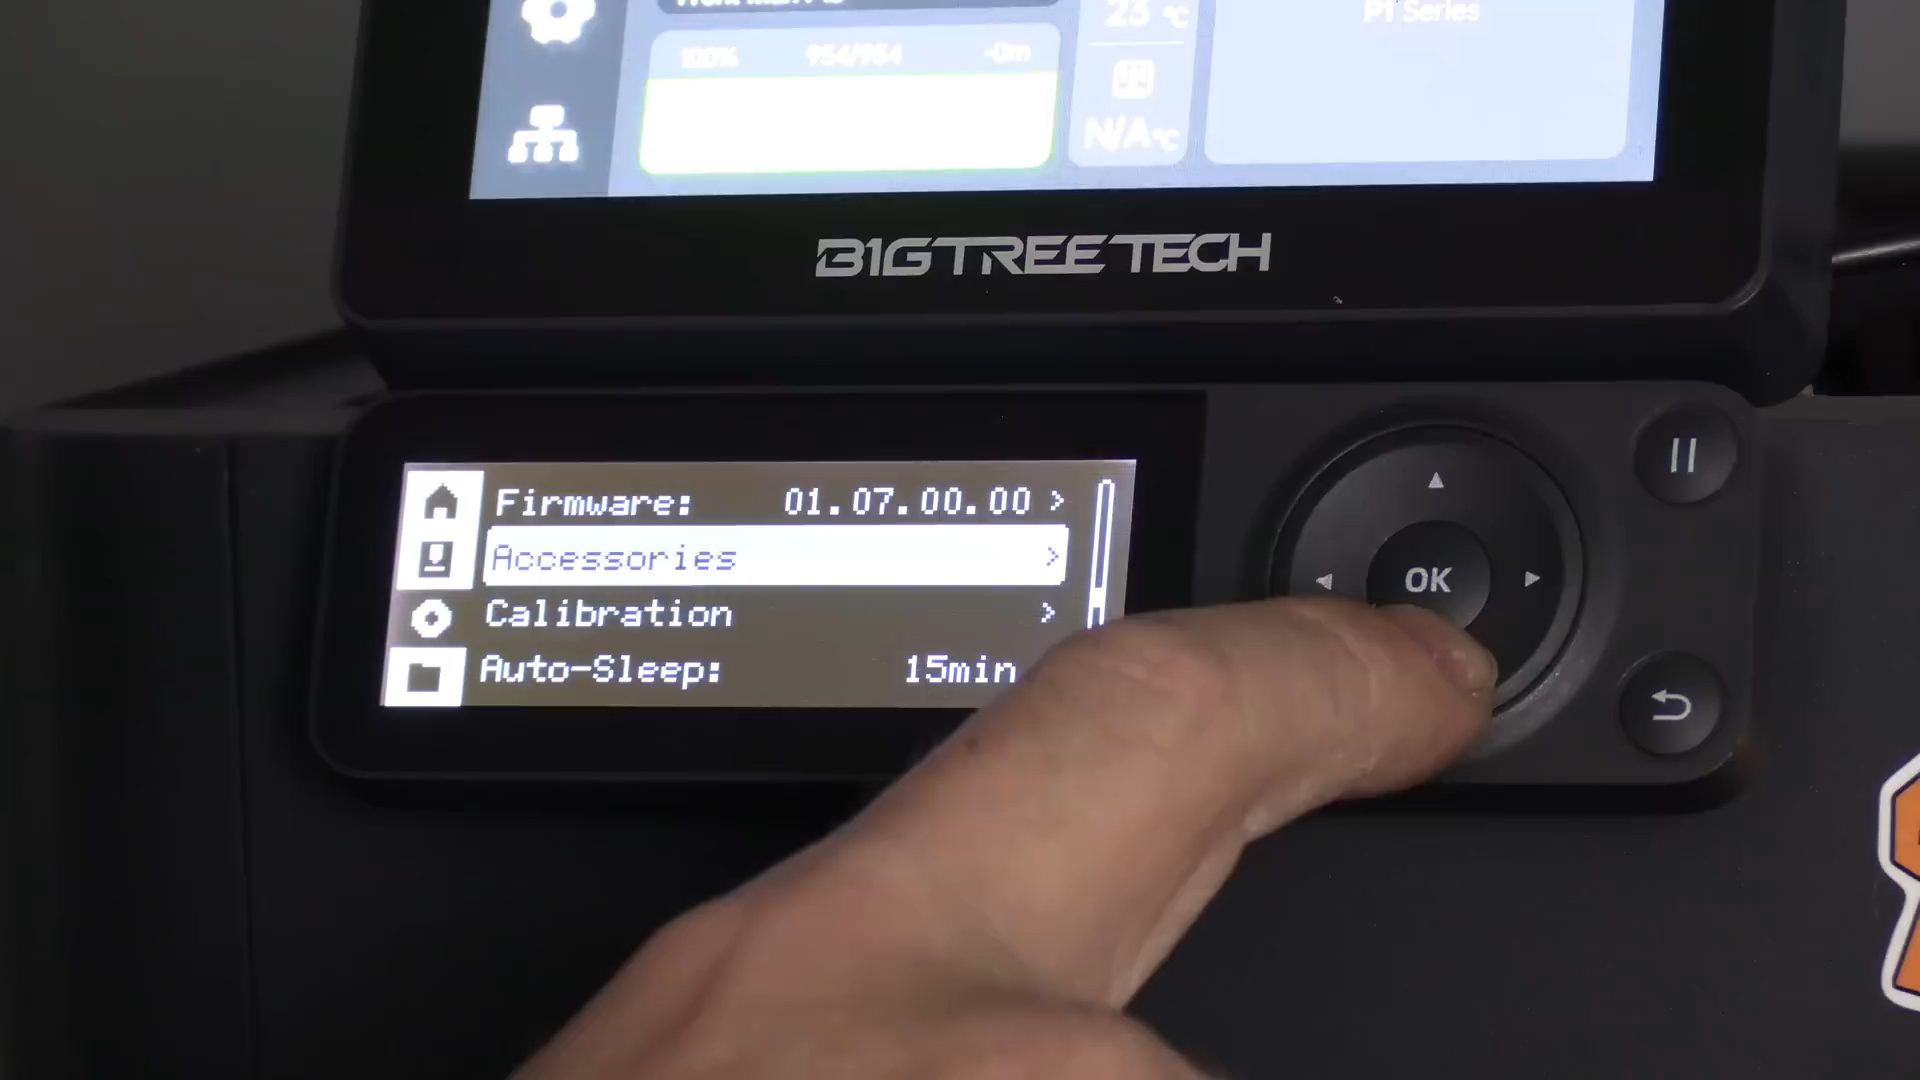 23 °C
P1 Series
100% 954/954 -0m
N/A°C
BIGTREETECH
Firmware: 01.07.00.00 >
Accessories >
Calibration >
Auto-Sleep: 15min
OK